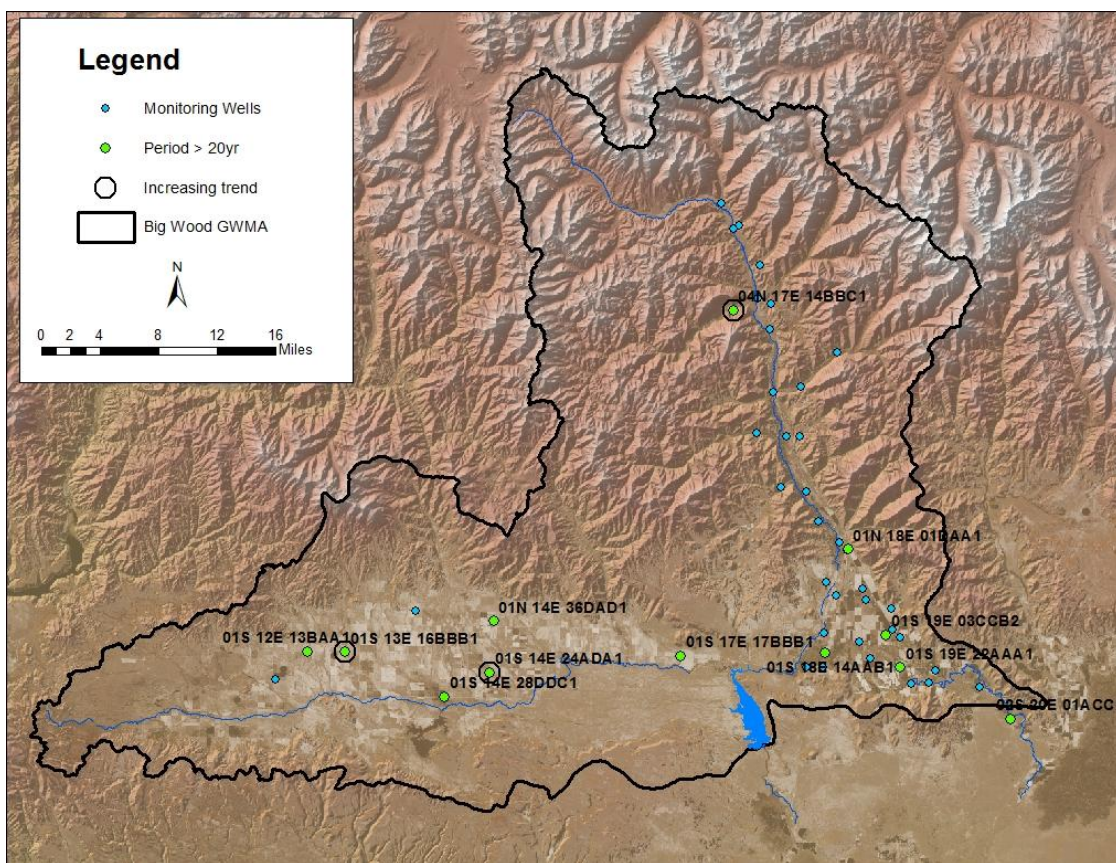 Legend
Monitoring Wells
Period > 20yr
Increasing trend
Big Wood GWMA
N
0 2 4 8 12 16
Miles
04N 17E 14BBC1
01N 18E 01DAA1
01N 14E 36DAD1
01S 19E 03CCB2
01S 12E 13BAA1
01S 13E 16BBB1
01S 17E 17BBB1
01S 14E 24ADA1
01S 18E 14AAB1
01S 19E 22AAA1
01S 14E 28DDC1
02S 20E 01ACC